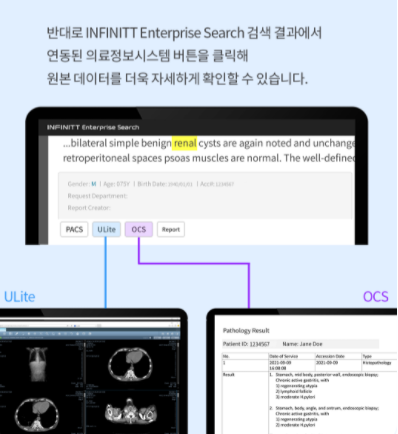 반대로 INFINITT Enterprise Search 검색 결과에서
연동된 의료정보시스템 버튼을 클릭해
원본 데이터를 더욱 자세하게 확인할 수 있습니다.
INFINITT Enterprise Search
...bilateral simple benign renal cysts are again noted and unchange
retroperitoneal spaces psoas muscles are normal. The well-defined
Gender: M | Age: 075Y | Birth Date: | Acc#:
Request Department:
Report Creator:
PACS ULite OCS Report
ULite
OCS
Pathology Result
Patient ID: 1234567 Name: Jane Doe
No. Date of Service Accession Date Type
1 2021-09-09 2021-09-09 Histopathology
Result 1. Stomach, mid body, posterior wall, endoscopic biopsy;
Chronic active gastritis, with
1) regenerating atypia
2) lymphoid follicle
3) moderate H.pylori
2. Stomach, body, angle, and antrum, endoscopic biopsy;
Chronic active gastritis, with
1) regenerating atypia
2) moderate H.pylori